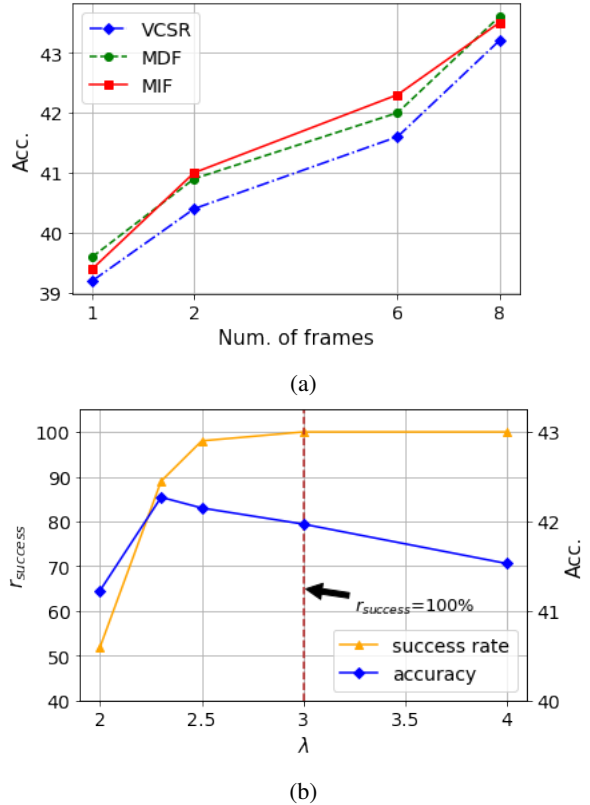 43
42
41
40
39
Acc.
VCSR
MDF
MIF
1 2 6 8
Num. of frames
(a)
100
90
80
70
60
50
40
r_success
43
42
41
40
Acc.
r_success=100%
success rate
accuracy
2 2.5 3 3.5 4
λ
(b)